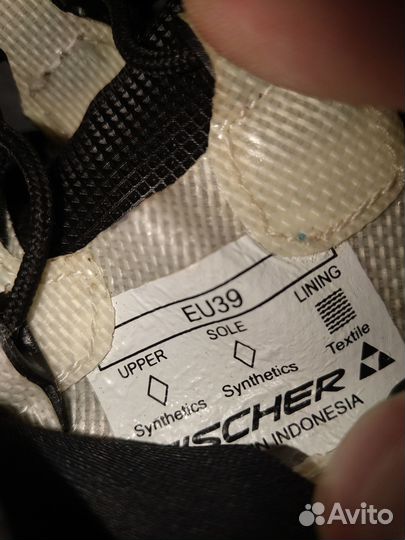 EU39
UPPER SOLE LINING
Synthetics Synthetics Textile
ISCHER
IN INDONESIA
Avito